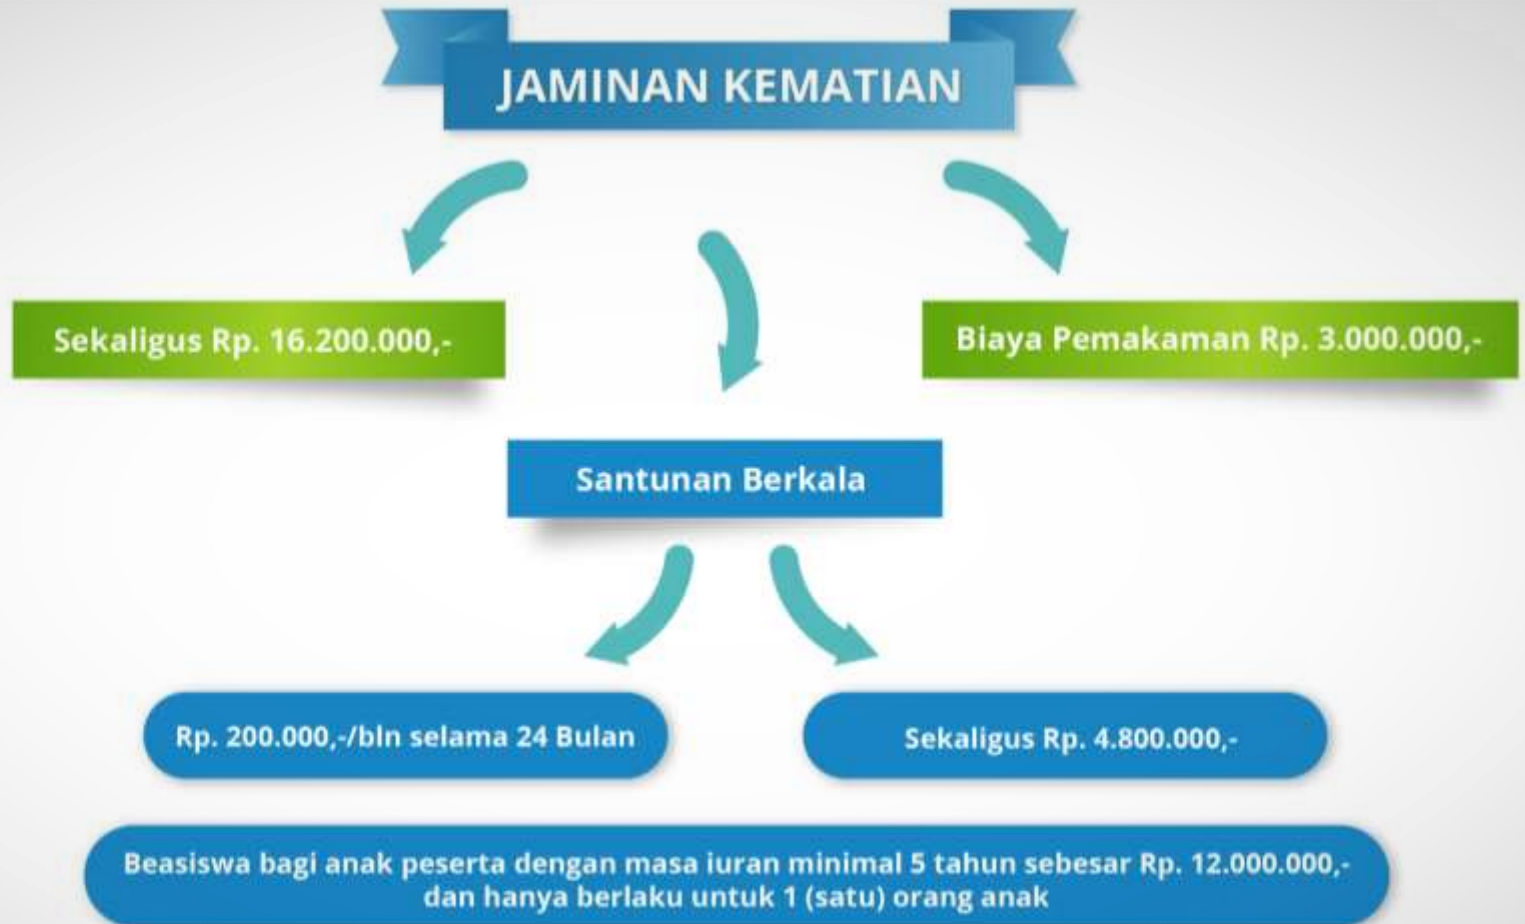 JAMINAN KEMATIAN
Sekaligus Rp. 16.200.000,-
Biaya Pemakaman Rp. 3.000.000,-
Santunan Berkala
Rp. 200.000,-/bln selama 24 Bulan
Sekaligus Rp. 4.800.000,-
Beasiswa bagi anak peserta dengan masa iuran minimal 5 tahun sebesar Rp. 12.000.000,-
dan hanya berlaku untuk 1 (satu) orang anak